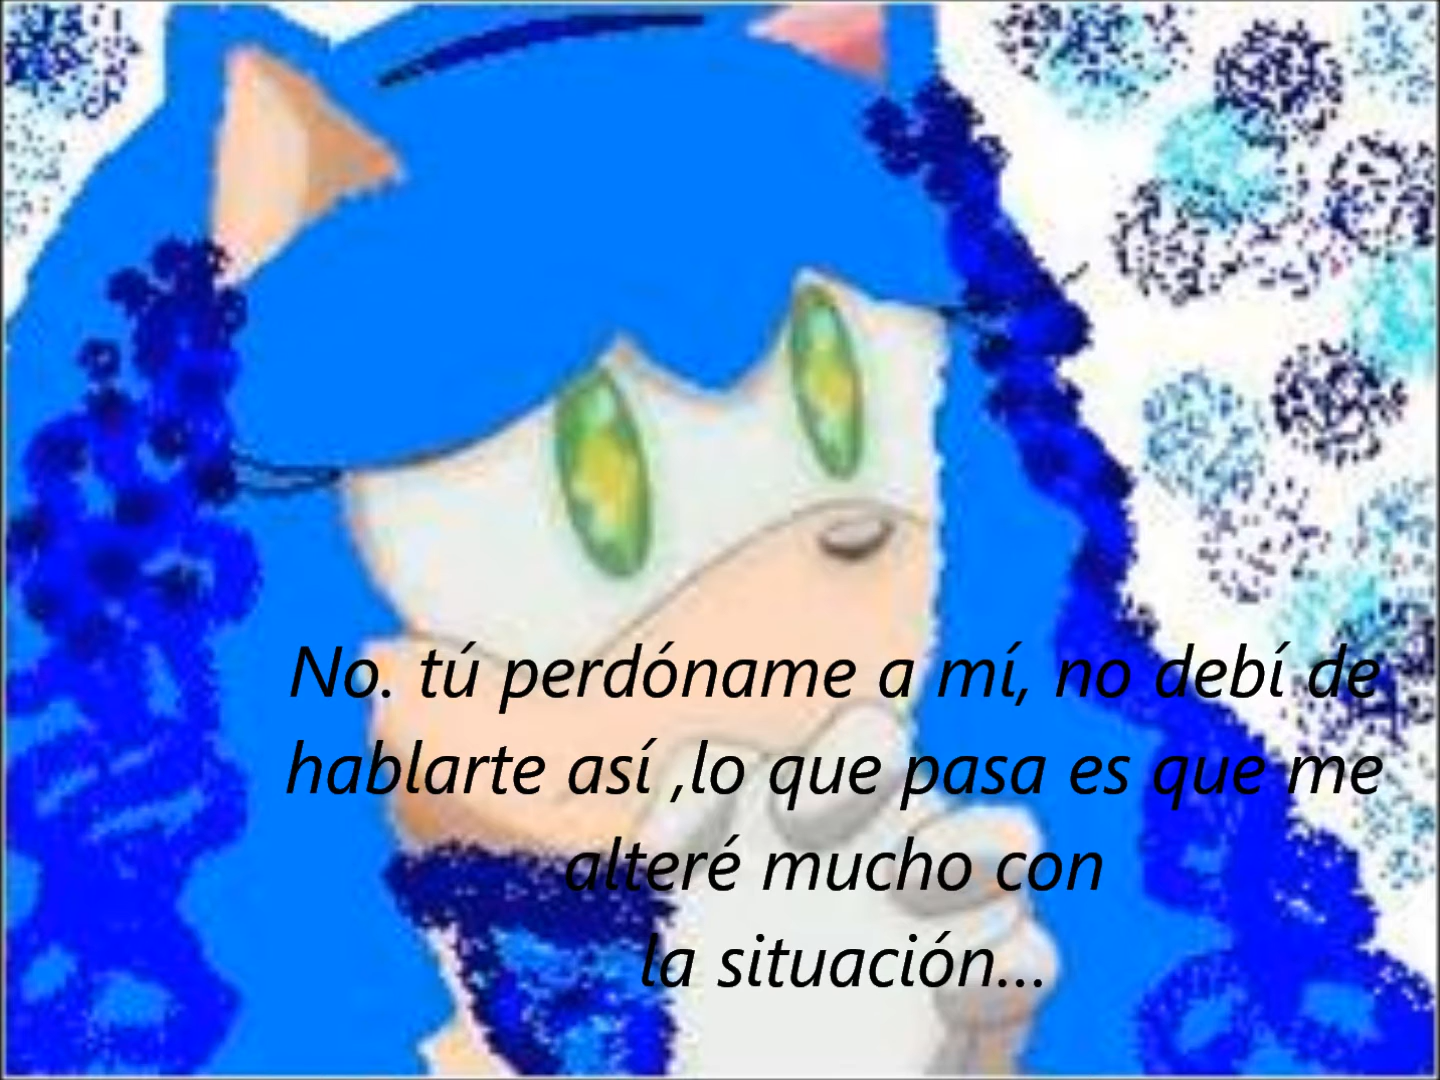 No. tú perdóname a mí, no debí de
hablarte así ,lo que pasa es que me
alteré mucho con
la situación...